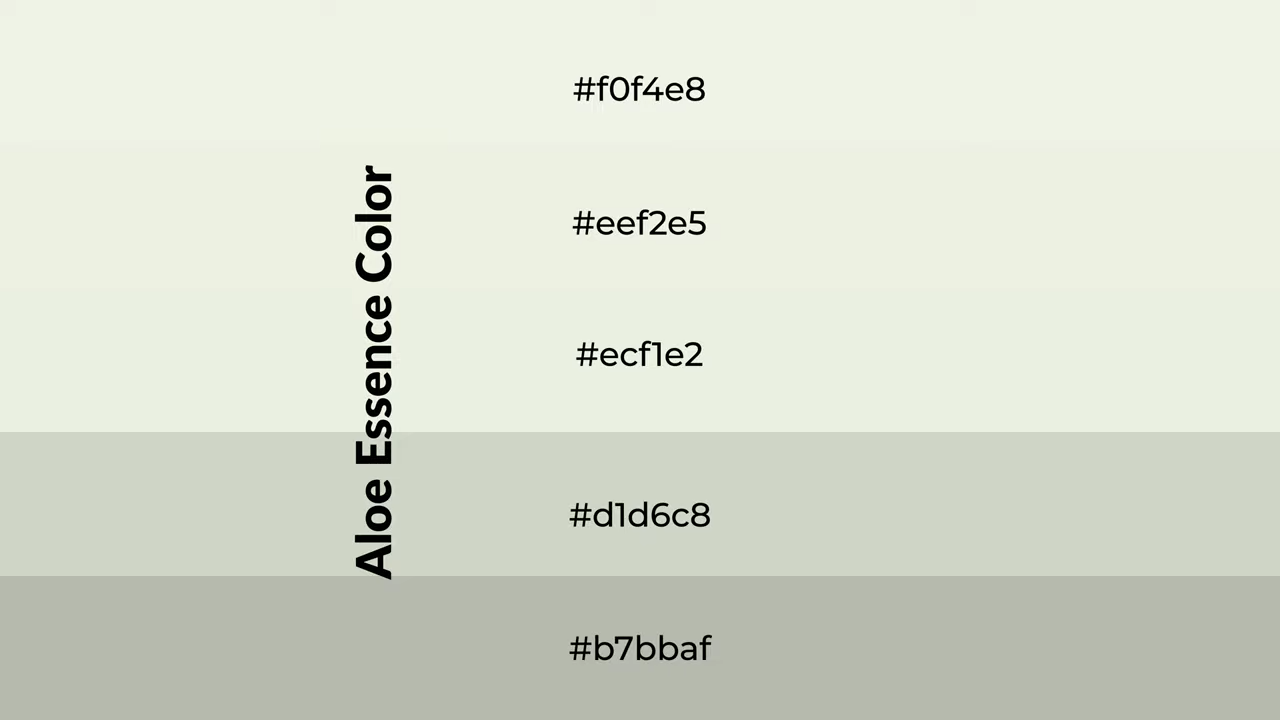 Aloe Essence Color
#f0f4e8
#eef2e5
#ecf1e2
#d1d6c8
#b7bbaf